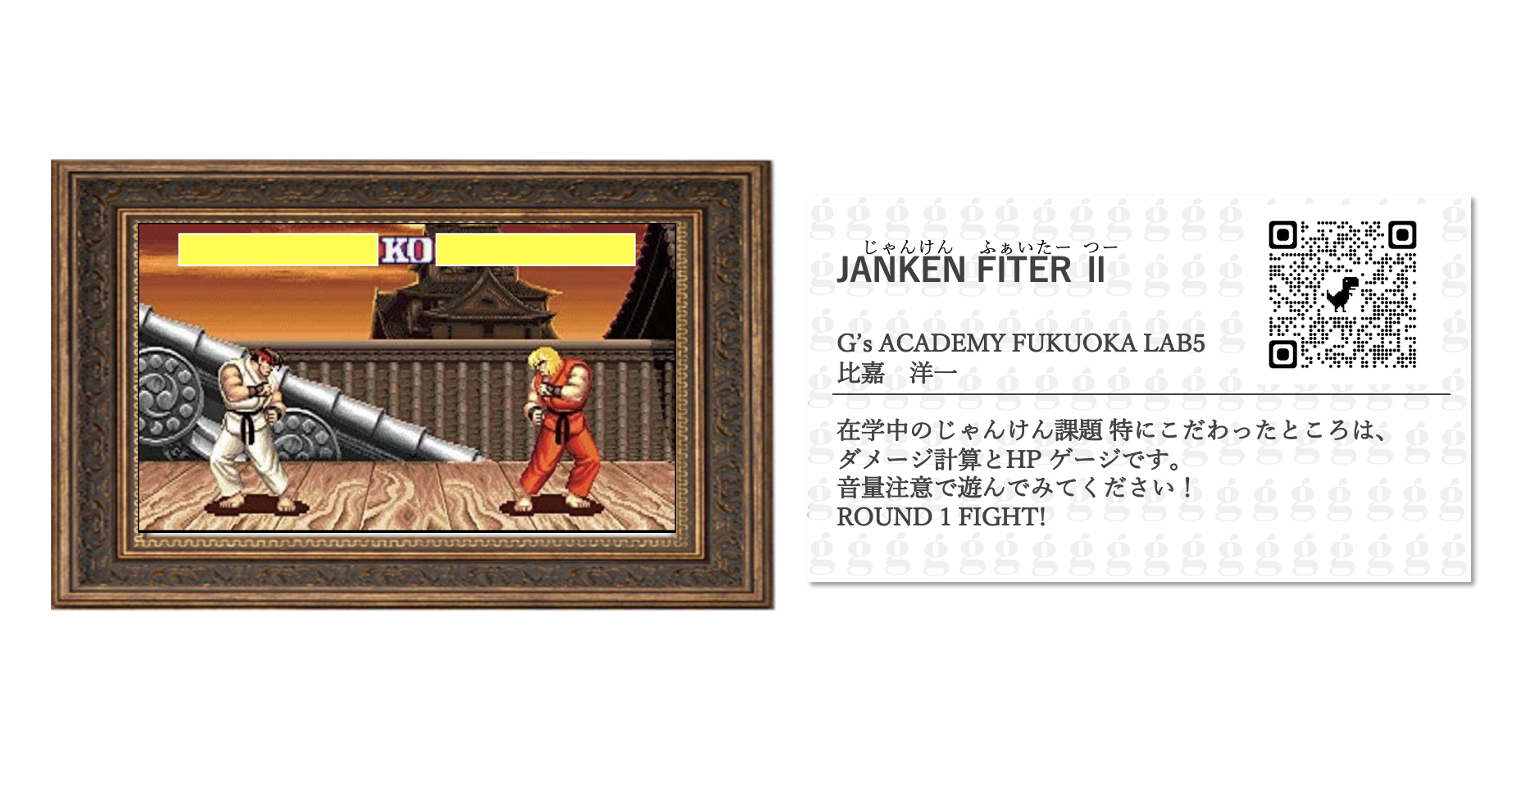 KO
じゃんけん ふぁいたー つー
JANKEN FITER II
G's ACADEMY FUKUOKA LAB5
比嘉 洋一
在学中のじゃんけん課題 特にこだわったところは、
ダメージ計算とHP ゲージです。
音量注意で遊んでみてください！
ROUND 1 FIGHT!